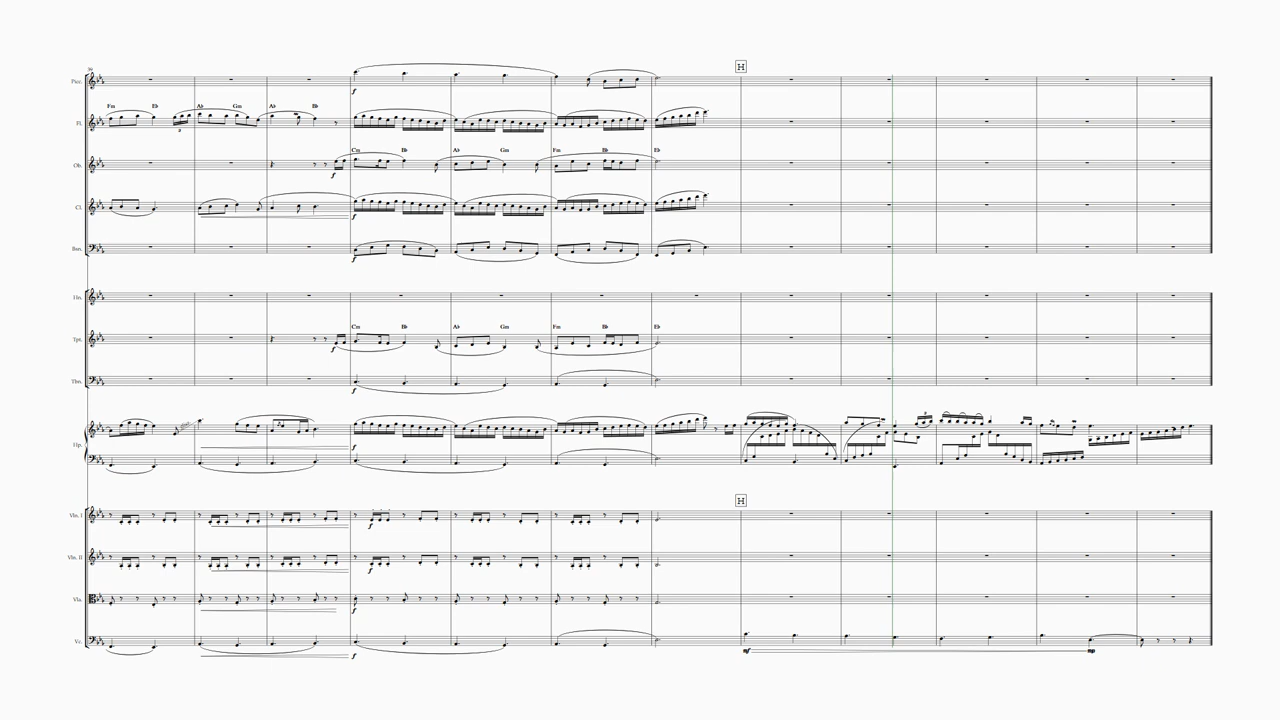 H
Picc.
Fm Eb Ab Gm Ab Bb
Fl.
3
Cm Bb Ab Gm Fm Bb Eb
Ob.
f
Cl.
f
Bsn.
f
Hn.
Cm Bb Ab Gm Fm Bb Eb
Tpt.
f
Tbn.
f
Hp.
f
H
Vln. I
f
Vln. II
f
Vla.
f
Vc.
f mf mp